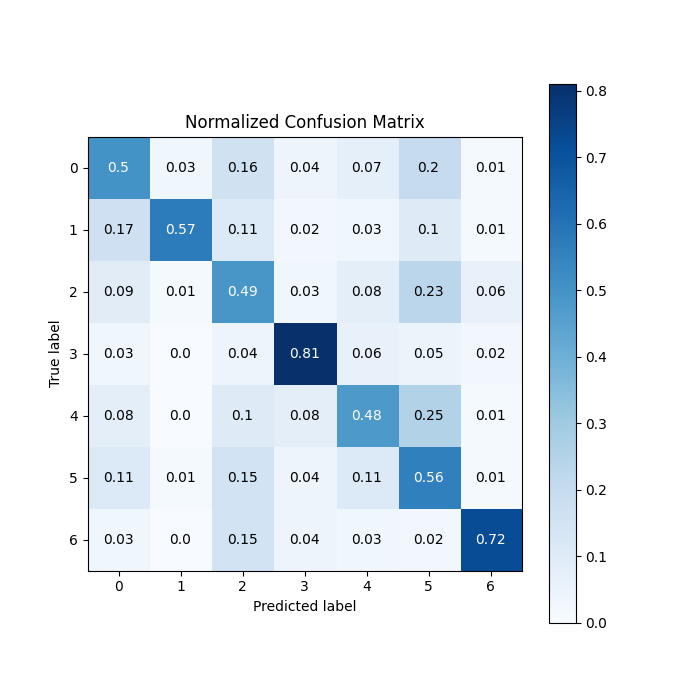 Normalized Confusion Matrix
True label
0 0.5 0.03 0.16 0.04 0.07 0.2 0.01
1 0.17 0.57 0.11 0.02 0.03 0.1 0.01
2 0.09 0.01 0.49 0.03 0.08 0.23 0.06
3 0.03 0.0 0.04 0.81 0.06 0.05 0.02
4 0.08 0.0 0.1 0.08 0.48 0.25 0.01
5 0.11 0.01 0.15 0.04 0.11 0.56 0.01
6 0.03 0.0 0.15 0.04 0.03 0.02 0.72
0 1 2 3 4 5 6
Predicted label
0.8
0.7
0.6
0.5
0.4
0.3
0.2
0.1
0.0